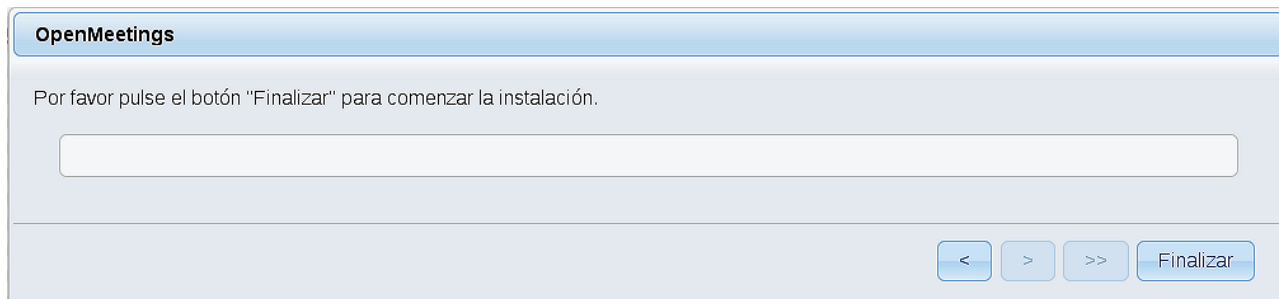 OpenMeetings
Por favor pulse el botón "Finalizar" para comenzar la instalación.
< > >> Finalizar